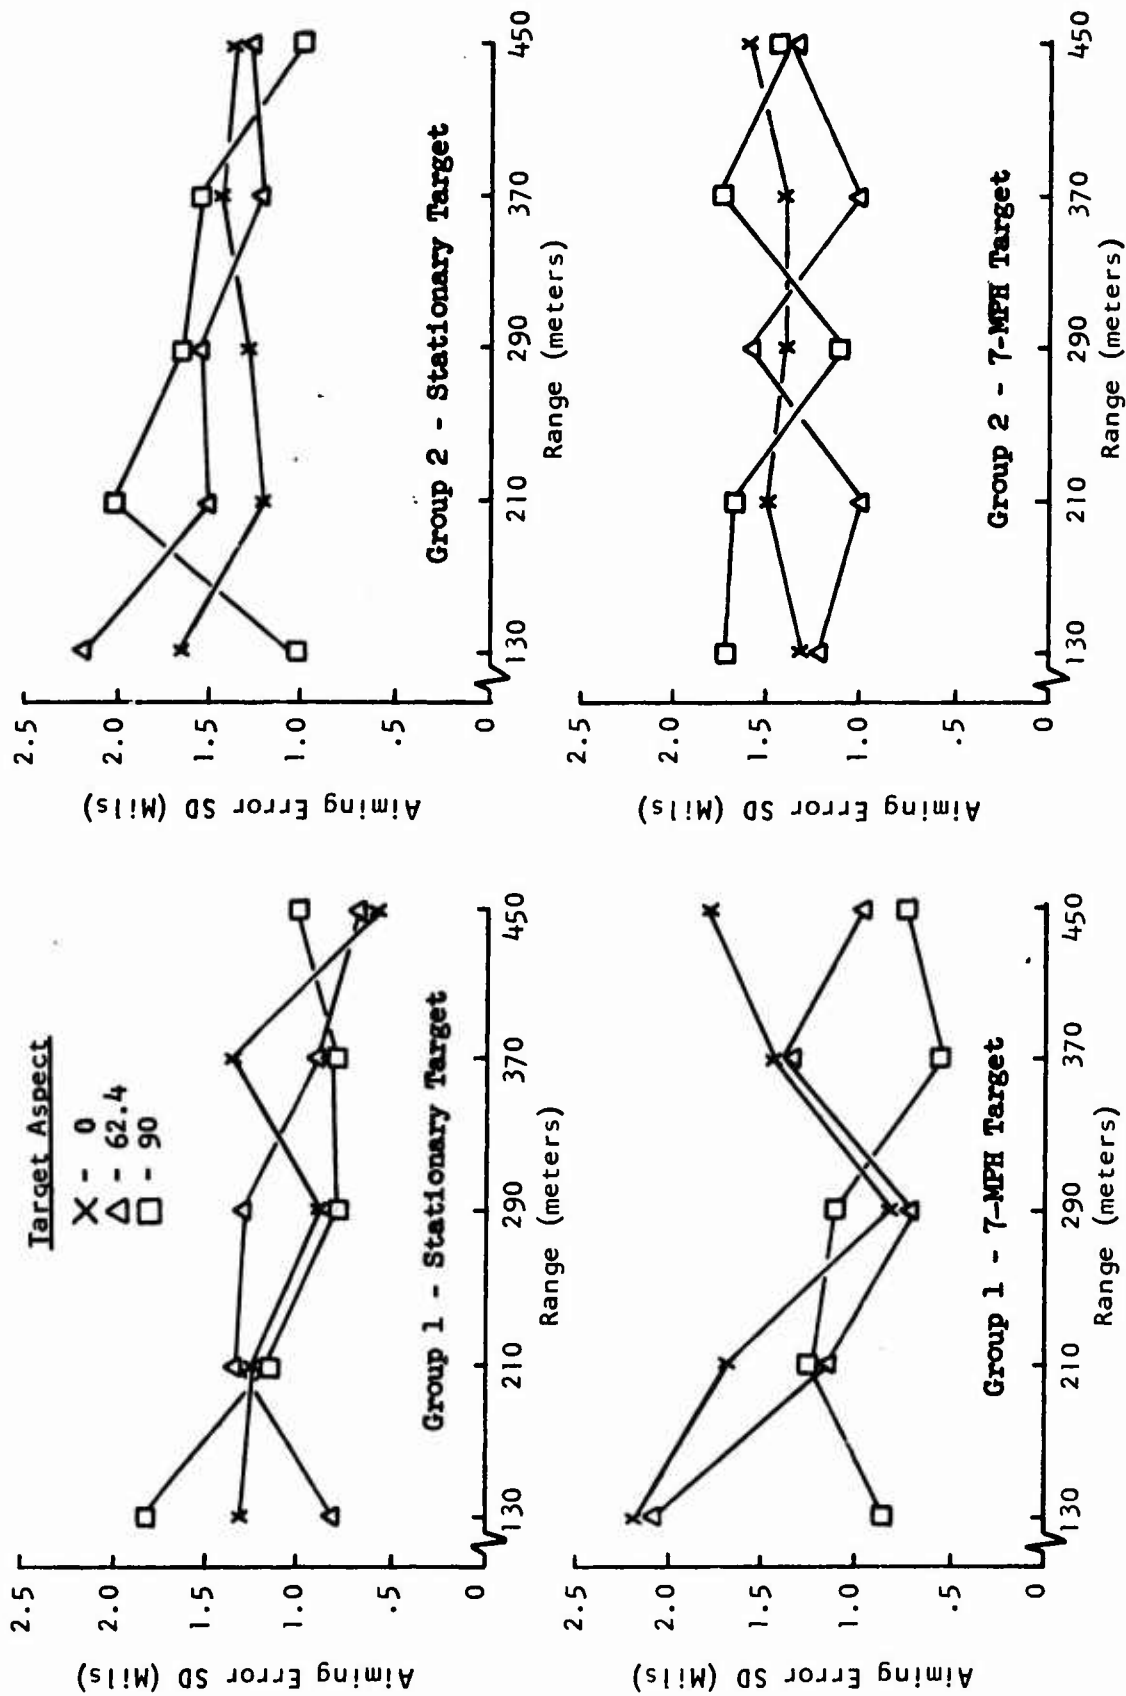 Target Aspect
X - 0
△ - 62.4
□ - 90
Aiming Error SD (Mils)
2.5
2.0
1.5
1.0
.5
0
130 210 290 370 450
Range (meters)
Group 1 - Stationary Target
Aiming Error SD (Mils)
2.5
2.0
1.5
1.0
.5
0
130 210 290 370 450
Range (meters)
Group 2 - Stationary Target
Aiming Error SD (Mils)
2.5
2.0
1.5
1.0
.5
0
130 210 290 370 450
Range (meters)
Group 1 - 7-MPH Target
Aiming Error SD (Mils)
2.0
1.5
1.0
.5
0
2.5
130 210 290 370 450
Range (meters)
Group 2 - 7-MPH Target